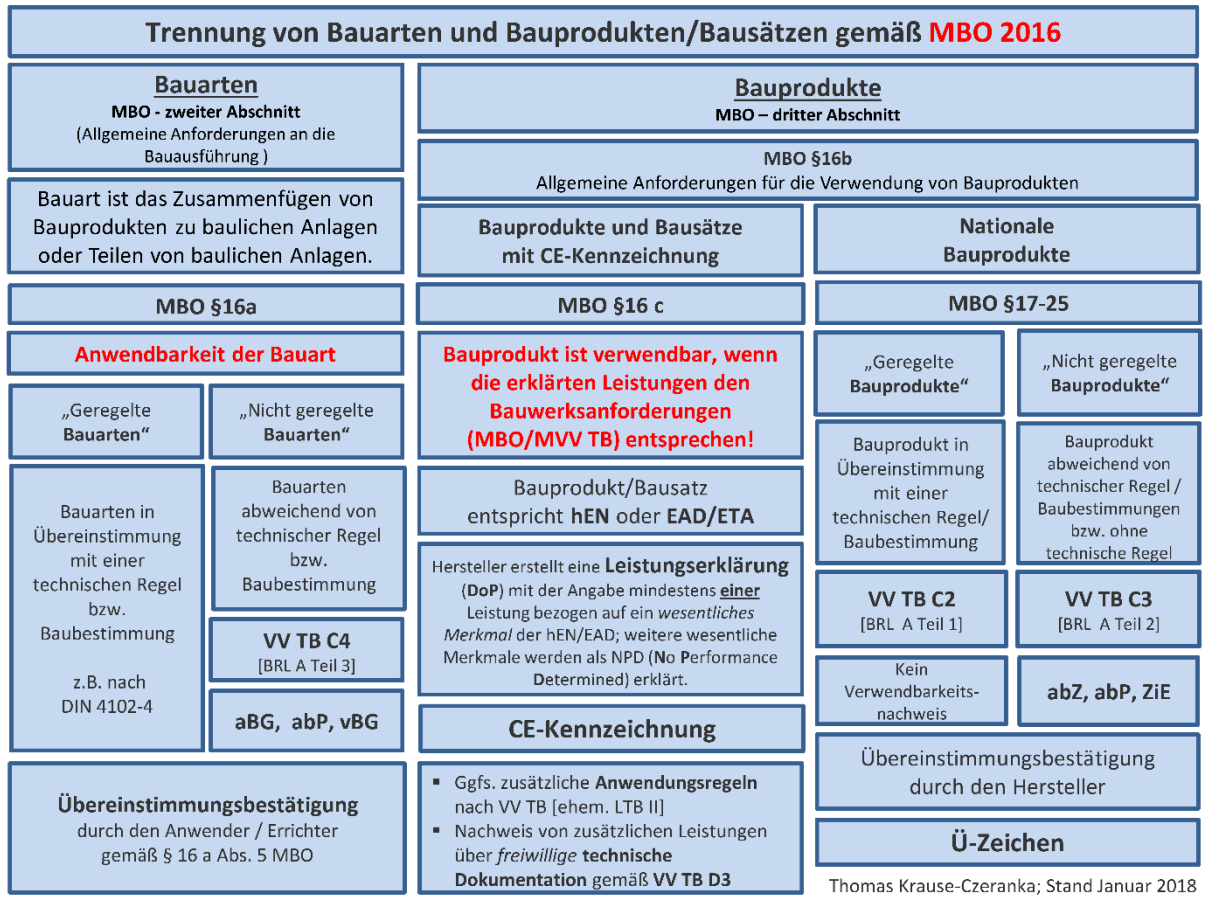 Trennung von Bauarten und Bauprodukten/Bausätzen gemäß MBO 2016
Bauarten
MBO - zweiter Abschnitt
(Allgemeine Anforderungen an die
Bauausführung )
Bauart ist das Zusammenfügen von
Bauprodukten zu baulichen Anlagen
oder Teilen von baulichen Anlagen.
MBO §16a
Anwendbarkeit der Bauart
„Geregelte
Bauarten“
Bauarten in
Übereinstimmung
mit einer
technischen Regel
bzw.
Baubestimmung
z.B. nach
DIN 4102-4
„Nicht geregelte
Bauarten“
Bauarten
abweichend von
technischer Regel
bzw.
Baubestimmung
VV TB C4
[BRL A Teil 3]
aBG, abP, vBG
Übereinstimmungsbestätigung
durch den Anwender / Errichter
gemäß § 16 a Abs. 5 MBO
Bauprodukte
MBO – dritter Abschnitt
MBO §16b
Allgemeine Anforderungen für die Verwendung von Bauprodukten
Bauprodukte und Bausätze
mit CE-Kennzeichnung
MBO §16 c
Bauprodukt ist verwendbar, wenn
die erklärten Leistungen den
Bauwerksanforderungen
(MBO/MVV TB) entsprechen!
Bauprodukt/Bausatz
entspricht hEN oder EAD/ETA
Hersteller erstellt eine Leistungserklärung
(DoP) mit der Angabe mindestens einer
Leistung bezogen auf ein wesentliches
Merkmal der hEN/EAD; weitere wesentliche
Merkmale werden als NPD (No Performance
Determined) erklärt.
CE-Kennzeichnung
▪ Ggfs. zusätzliche Anwendungsregeln
nach VV TB [ehem. LTB II]
▪ Nachweis von zusätzlichen Leistungen
über freiwillige technische
Dokumentation gemäß VV TB D3
Nationale
Bauprodukte
MBO §17-25
„Geregelte
Bauprodukte“
Bauprodukt in
Übereinstimmung
mit einer
technischen Regel/
Baubestimmung
VV TB C2
[BRL A Teil 1]
Kein
Verwendbarkeits-
nachweis
„Nicht geregelte
Bauprodukte“
Bauprodukt
abweichend von
technischer Regel /
Baubestimmungen
bzw. ohne
technische Regel
VV TB C3
[BRL A Teil 2]
abZ, abP, ZiE
Übereinstimmungsbestätigung
durch den Hersteller
Ü-Zeichen
Thomas Krause-Czeranka; Stand Januar 2018